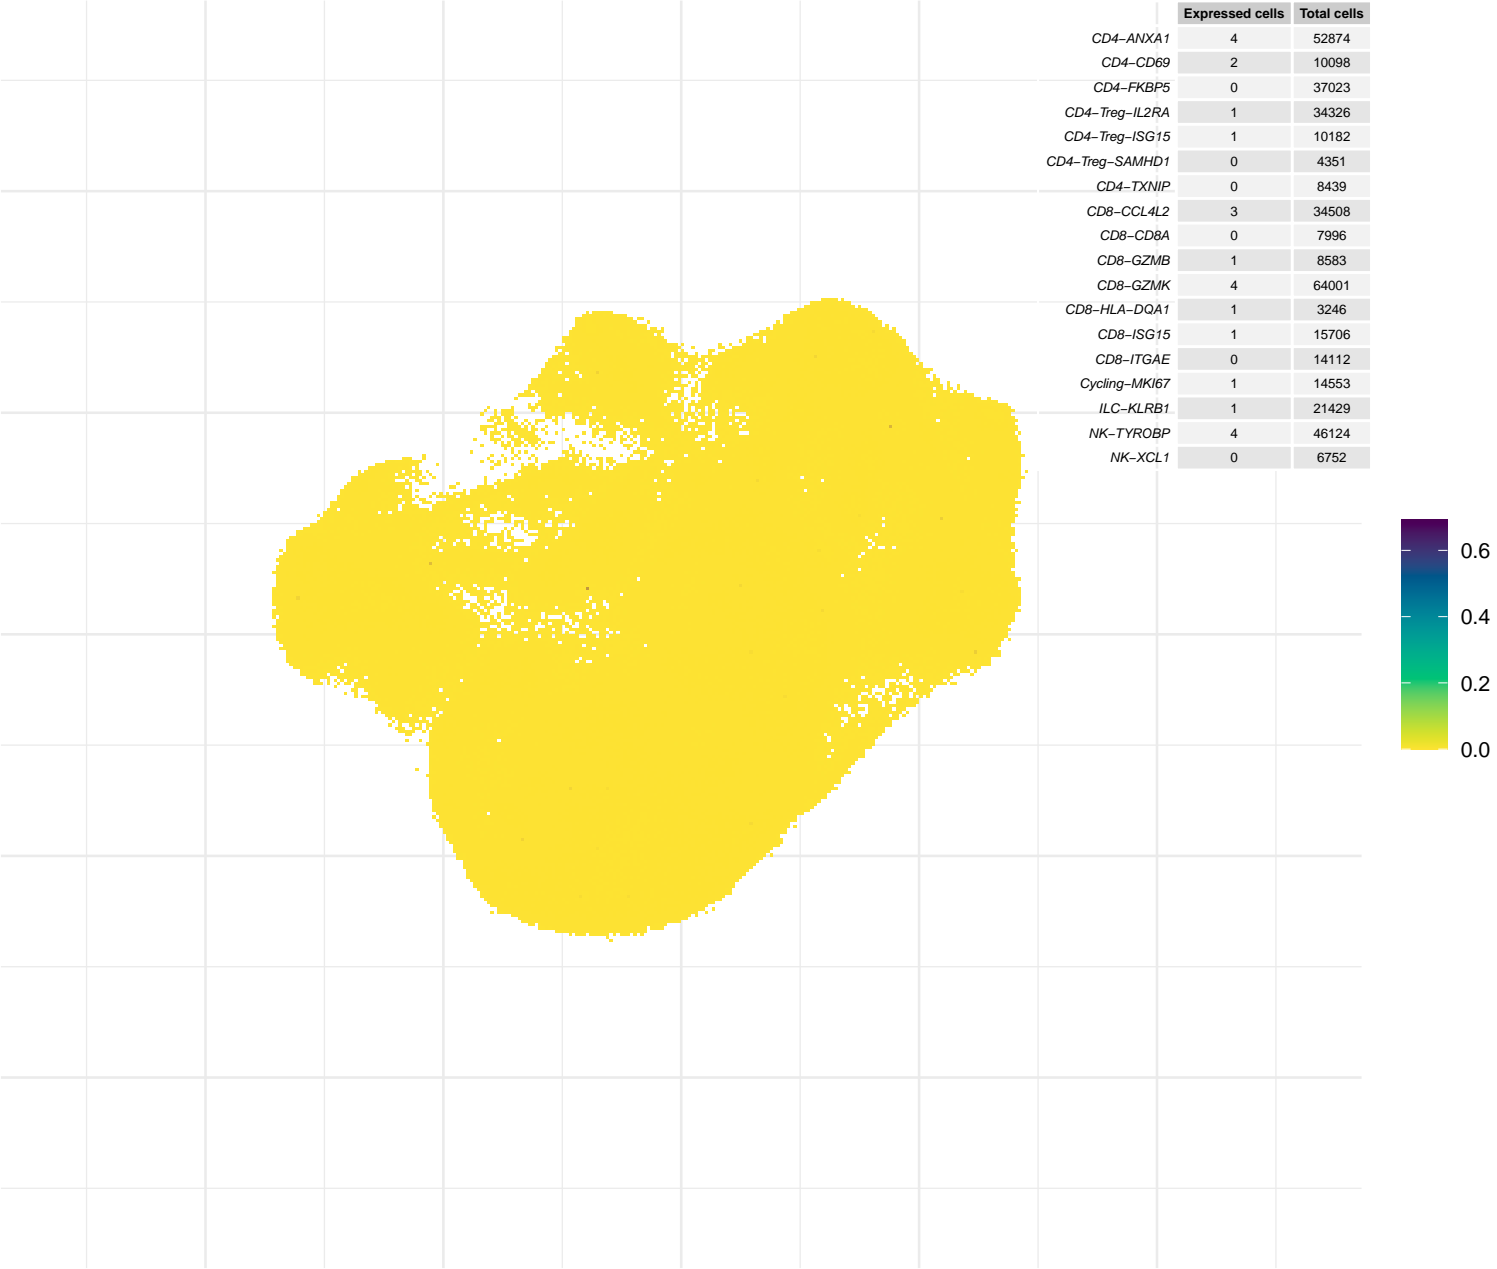 Expressed cells Total cells
CD4−ANXA1 4 52874
CD4−CD69 2 10098
CD4−FKBP5 0 37023
CD4−Treg−IL2RA 1 34326
CD4−Treg−ISG15 1 10182
CD4−Treg−SAMHD1 0 4351
CD4−TXNIP 0 8439
CD8−CCL4L2 3 34508
CD8−CD8A 0 7996
CD8−GZMB 1 8583
CD8−GZMK 4 64001
CD8−HLA−DQA1 1 3246
CD8−ISG15 1 15706
CD8−ITGAE 0 14112
Cycling−MKI67 1 14553
ILC−KLRB1 1 21429
NK−TYROBP 4 46124
NK−XCL1 0 6752
0.6
0.4
0.2
0.0